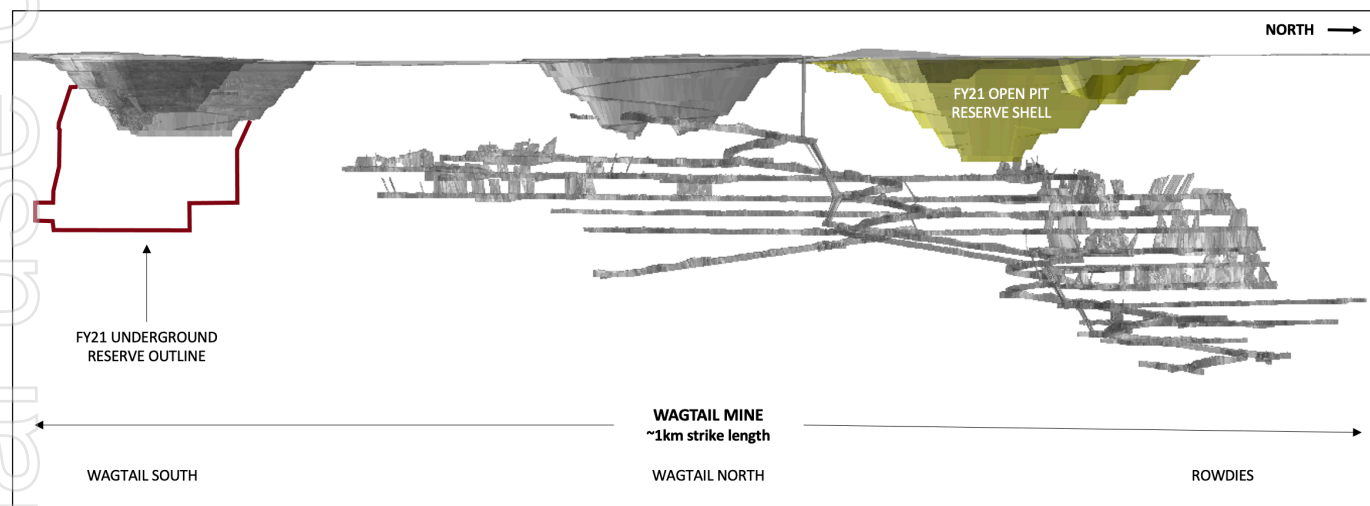 NORTH
FY21 OPEN PIT
RESERVE SHELL
FY21 UNDERGROUND
RESERVE OUTLINE
WAGTAIL MINE
~1km strike length
WAGTAIL SOUTH
WAGTAIL NORTH
ROWDIES